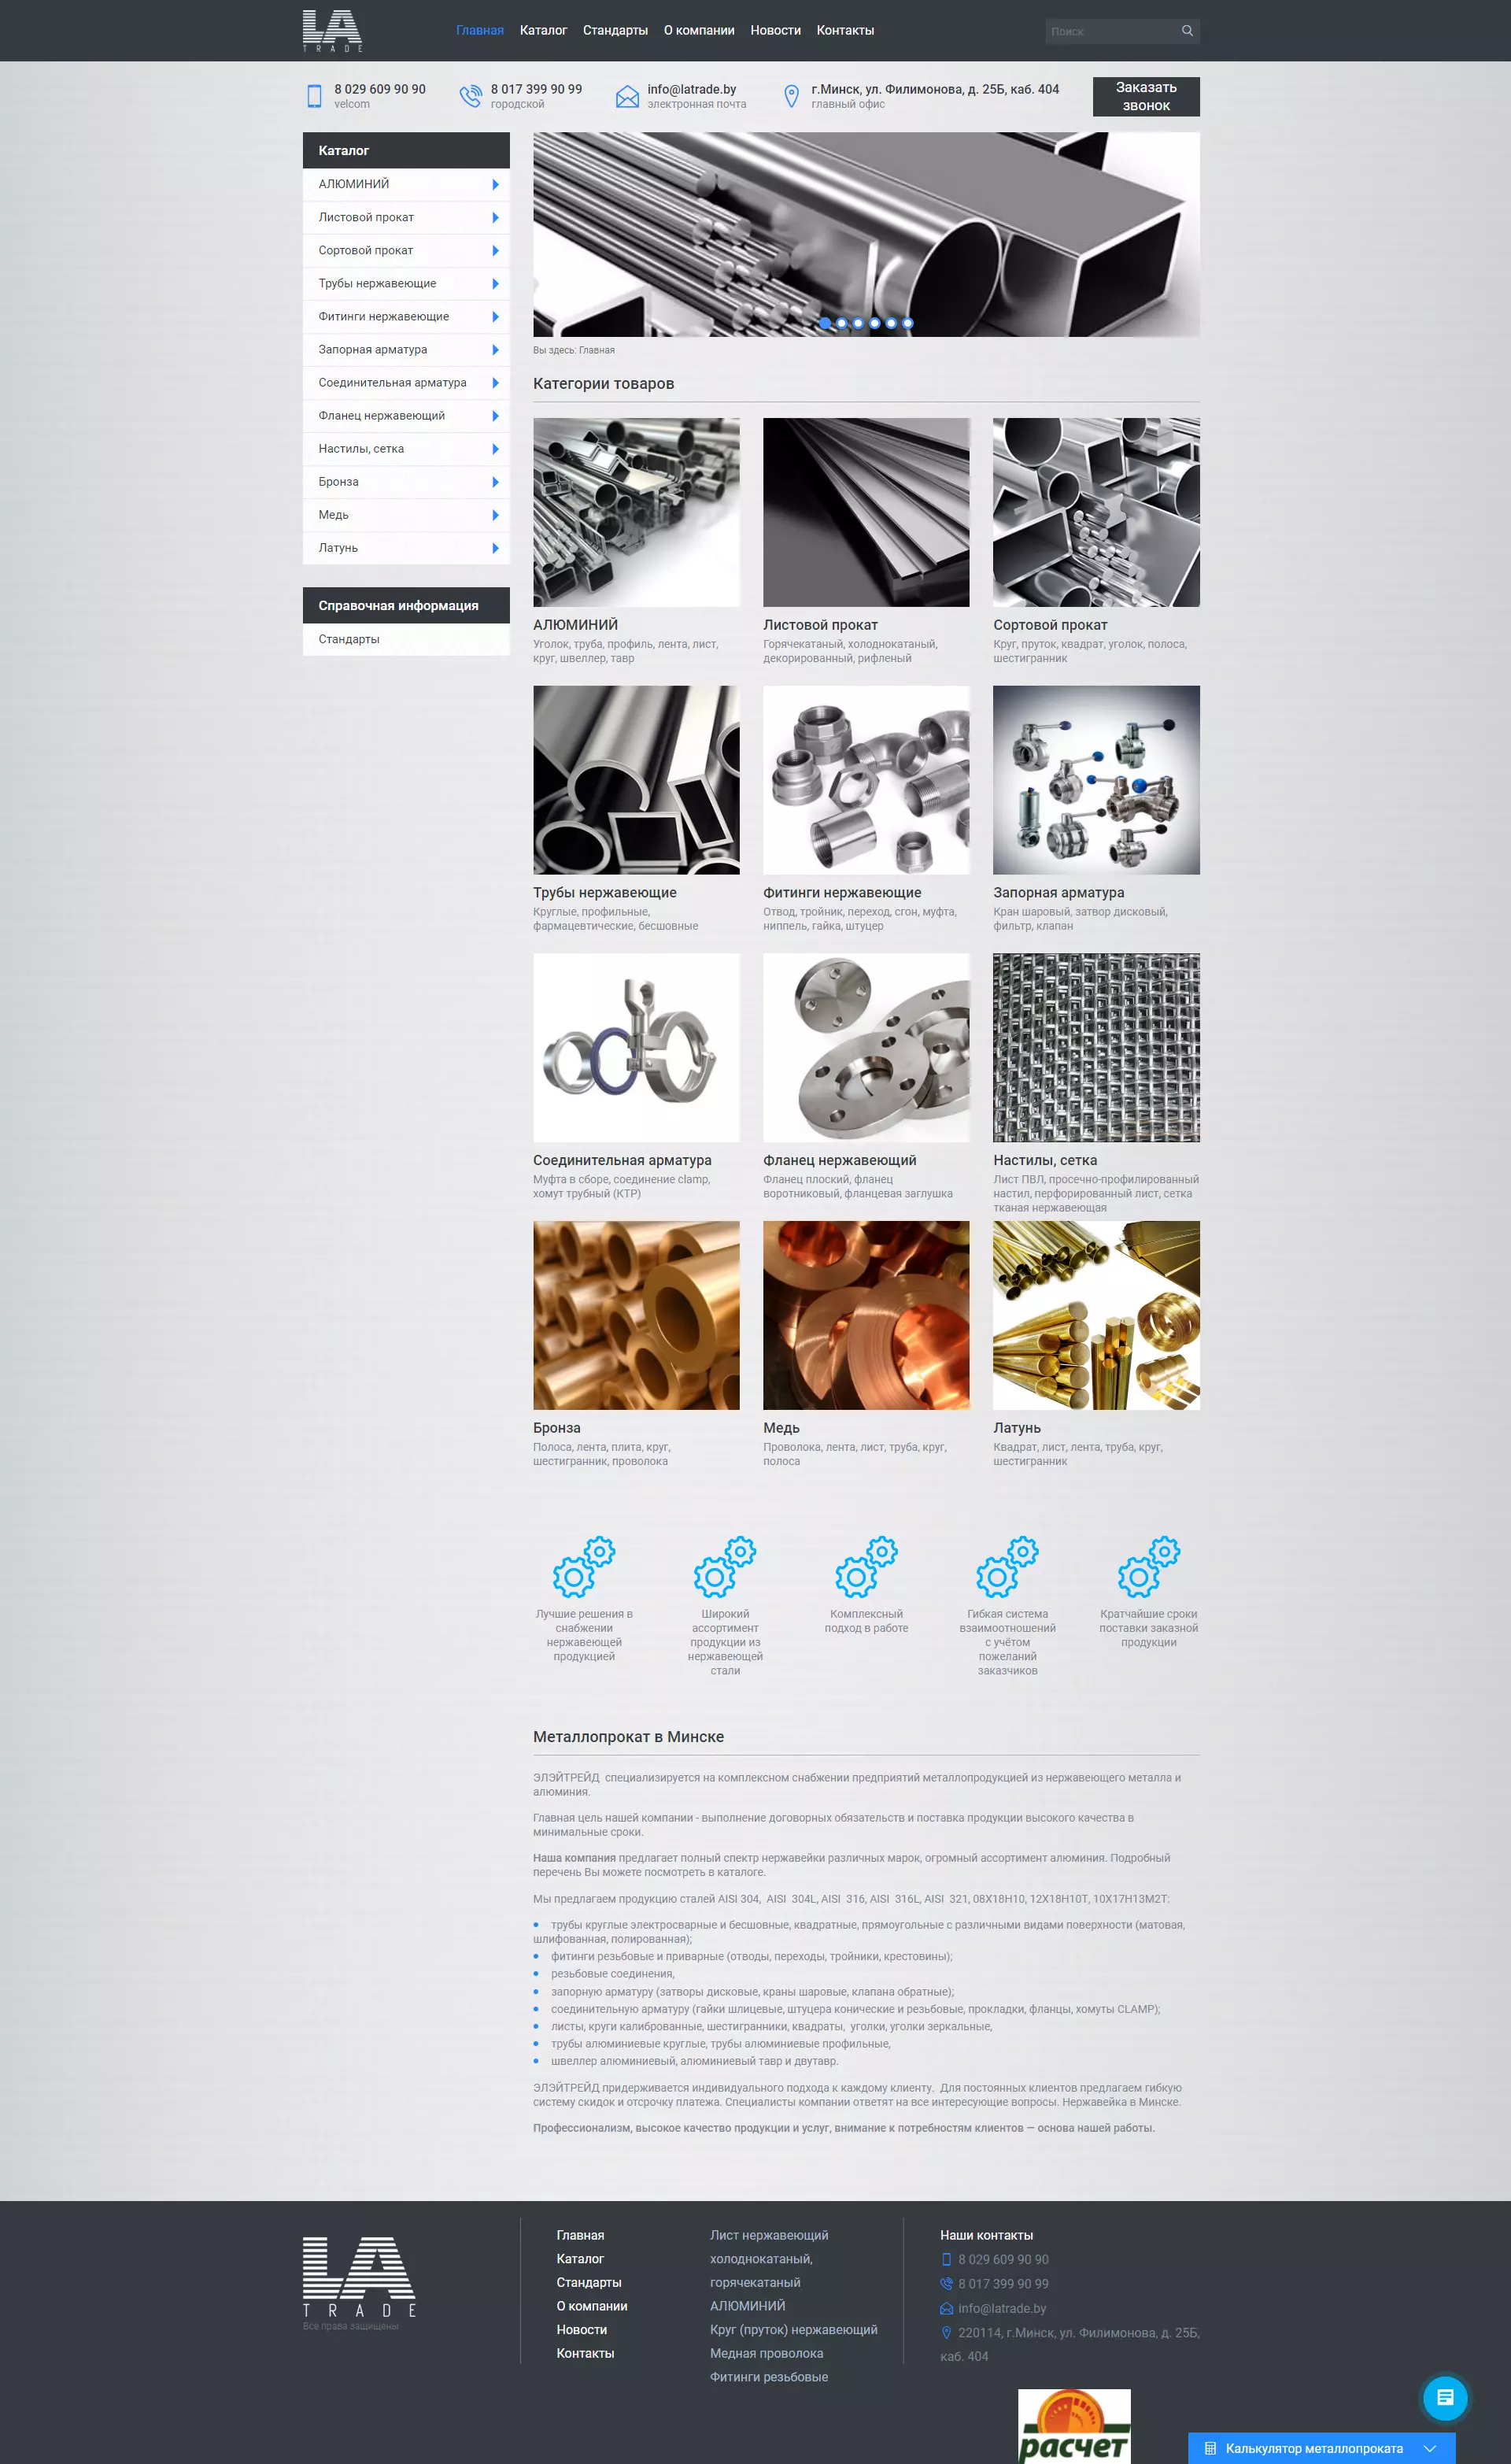 LA
TRADE
Главная
Каталог
Стандарты
О компании
Новости
Контакты
Поиск
8 029 609 90 90
velcom
8 017 399 90 99
городской
info@latrade.by
электронная почта
г.Минск, ул. Филимонова, д. 25Б, каб. 404
главный офис
Заказать
звонок
Каталог
АЛЮМИНИЙ
Листовой прокат
Сортовой прокат
Трубы нержавеющие
Фитинги нержавеющие
Запорная арматура
Соединительная арматура
Фланец нержавеющий
Настилы, сетка
Бронза
Медь
Латунь
Справочная информация
Стандарты
Вы здесь: Главная
Категории товаров
АЛЮМИНИЙ
Уголок, труба, профиль, лента, лист,
круг, швеллер, тавр
Листовой прокат
Горячекатаный, холоднокатаный,
декорированный, рифленый
Сортовой прокат
Круг, пруток, квадрат, уголок, полоса,
шестигранник
Трубы нержавеющие
Круглые, профильные,
фармацевтические, бесшовные
Фитинги нержавеющие
Отвод, тройник, переход, сгон, муфта,
ниппель, гайка, штуцер
Запорная арматура
Кран шаровый, затвор дисковый,
фильтр, клапан
Соединительная арматура
Муфта в сборе, соединение clamp,
хомут трубный (КТР)
Фланец нержавеющий
Фланец плоский, фланец
воротниковый, фланцевая заглушка
Настилы, сетка
Лист ПВЛ, просечно-профилированный
настил, перфорированный лист, сетка
тканая нержавеющая
Бронза
Полоса, лента, плита, круг,
шестигранник, проволока
Медь
Проволока, лента, лист, труба, круг,
полоса
Латунь
Квадрат, лист, лента, труба, круг,
шестигранник
Лучшие решения в
снабжении
нержавеющей
продукцией
Широкий
ассортимент
продукции из
нержавеющей
стали
Комплексный
подход в работе
Гибкая система
взаимоотношений
с учётом
пожеланий
заказчиков
Кратчайшие сроки
поставки заказной
продукции
Металлопрокат в Минске
ЭЛЭЙТРЕЙД специализируется на комплексном снабжении предприятий металлопродукцией из нержавеющего металла и
алюминия.
Главная цель нашей компании - выполнение договорных обязательств и поставка продукции высокого качества в
минимальные сроки.
Наша компания предлагает полный спектр нержавейки различных марок, огромный ассортимент алюминия. Подробный
перечень Вы можете посмотреть в каталоге.
Мы предлагаем продукцию сталей AISI 304, AISI 304L, AISI 316, AISI 316L, AISI 321, 08Х18Н10, 12Х18Н10Т, 10Х17Н13М2Т:
трубы круглые электросварные и бесшовные, квадратные, прямоугольные с различными видами поверхности (матовая,
шлифованная, полированная);
фитинги резьбовые и приварные (отводы, переходы, тройники, крестовины);
резьбовые соединения,
запорную арматуру (затворы дисковые, краны шаровые, клапана обратные);
соединительную арматуру (гайки шлицевые, штуцера конические и резьбовые, прокладки, фланцы, хомуты CLAMP);
листы, круги калиброванные, шестигранники, квадраты, уголки, уголки зеркальные,
трубы алюминиевые круглые, трубы алюминиевые профильные,
швеллер алюминиевый, алюминиевый тавр и двутавр.
ЭЛЭЙТРЕЙД придерживается индивидуального подхода к каждому клиенту. Для постоянных клиентов предлагаем гибкую
систему скидок и отсрочку платежа. Специалисты компании ответят на все интересующие вопросы. Нержавейка в Минске.
Профессионализм, высокое качество продукции и услуг, внимание к потребностям клиентов — основа нашей работы.
LA
TRADE
Все права защищены
Главная
Каталог
Стандарты
О компании
Новости
Контакты
Лист нержавеющий
холоднокатаный,
горячекатаный
АЛЮМИНИЙ
Круг (пруток) нержавеющий
Медная проволока
Фитинги резьбовые
Наши контакты
8 029 609 90 90
8 017 399 90 99
info@latrade.by
220114, г.Минск, ул. Филимонова, д. 25Б,
каб. 404
расчет
Калькулятор металлопроката